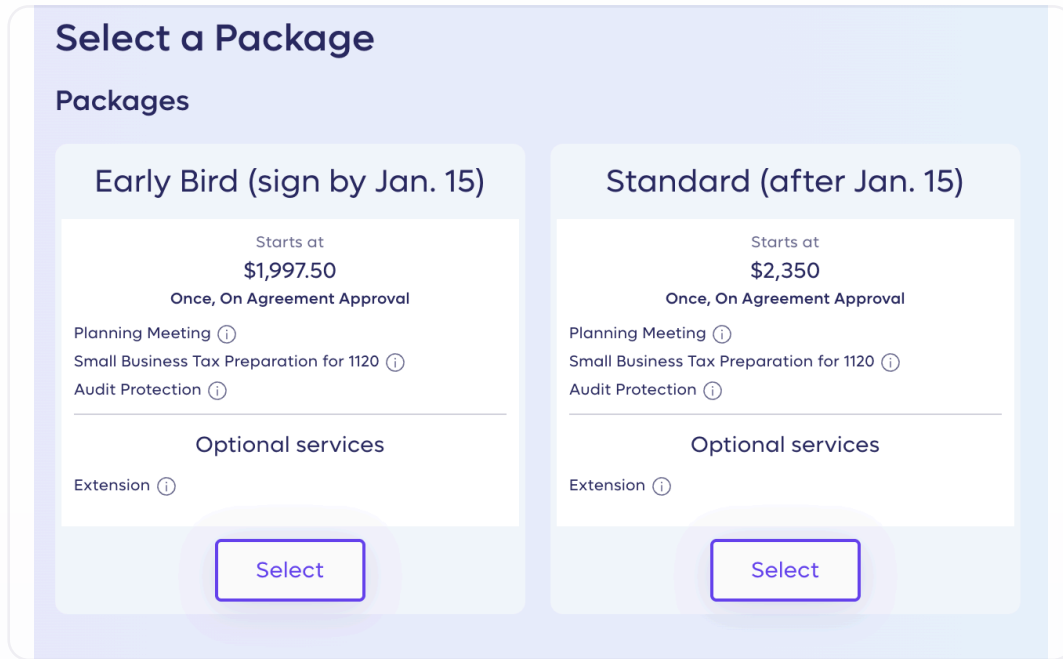 Select a Package
Packages
Early Bird (sign by Jan. 15)
Starts at
$1,997.50
Once, On Agreement Approval
Planning Meeting
Small Business Tax Preparation for 1120
Audit Protection
Optional services
Extension
Select
Standard (after Jan. 15)
Starts at
$2,350
Once, On Agreement Approval
Planning Meeting
Small Business Tax Preparation for 1120
Audit Protection
Optional services
Extension
Select